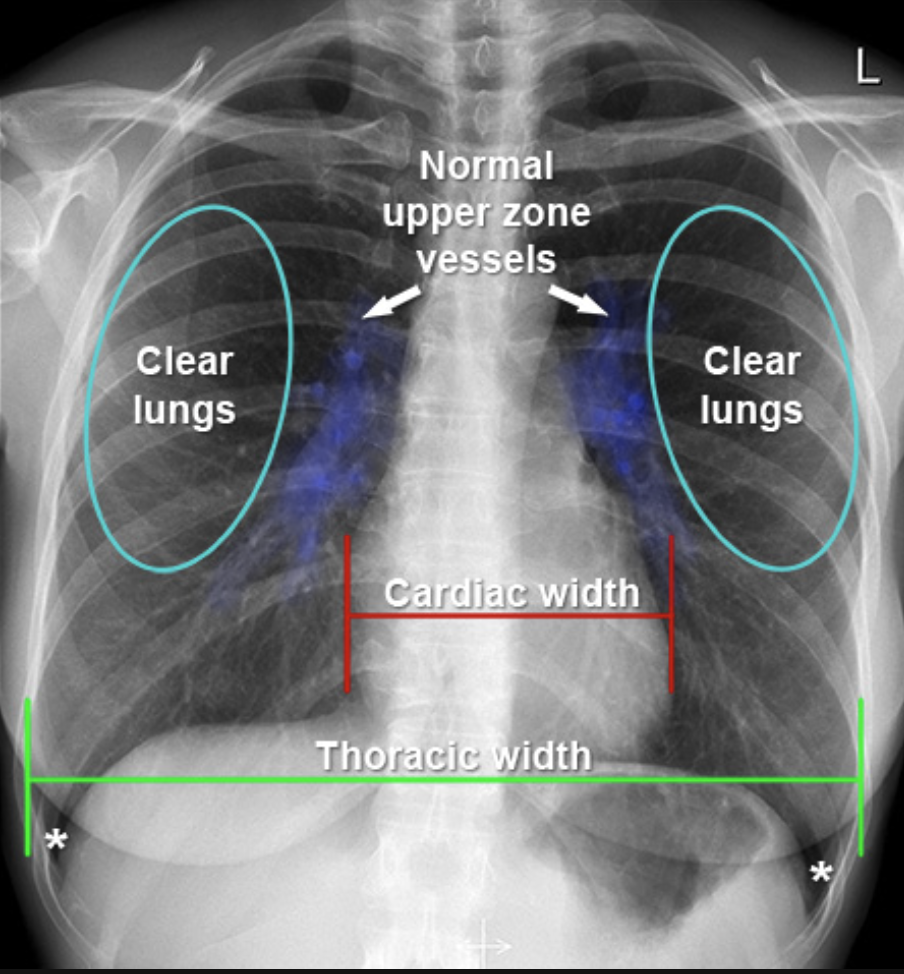 L
Normal
upper zone
vessels
Clear
lungs
Clear
lungs
Cardiac width
Thoracic width
*
*